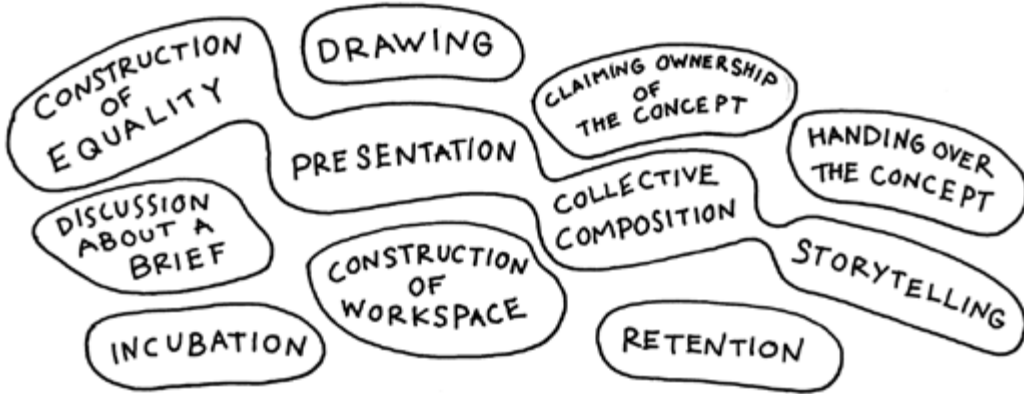 CONSTRUCTION
OF
EQUALITY
DRAWING
CLAIMING OWNERSHIP
OF
THE CONCEPT
HANDING OVER
THE CONCEPT
PRESENTATION
COLLECTIVE
COMPOSITION
STORYTELLING
DISCUSSION
ABOUT A
BRIEF
CONSTRUCTION
OF
WORKSPACE
INCUBATION
RETENTION